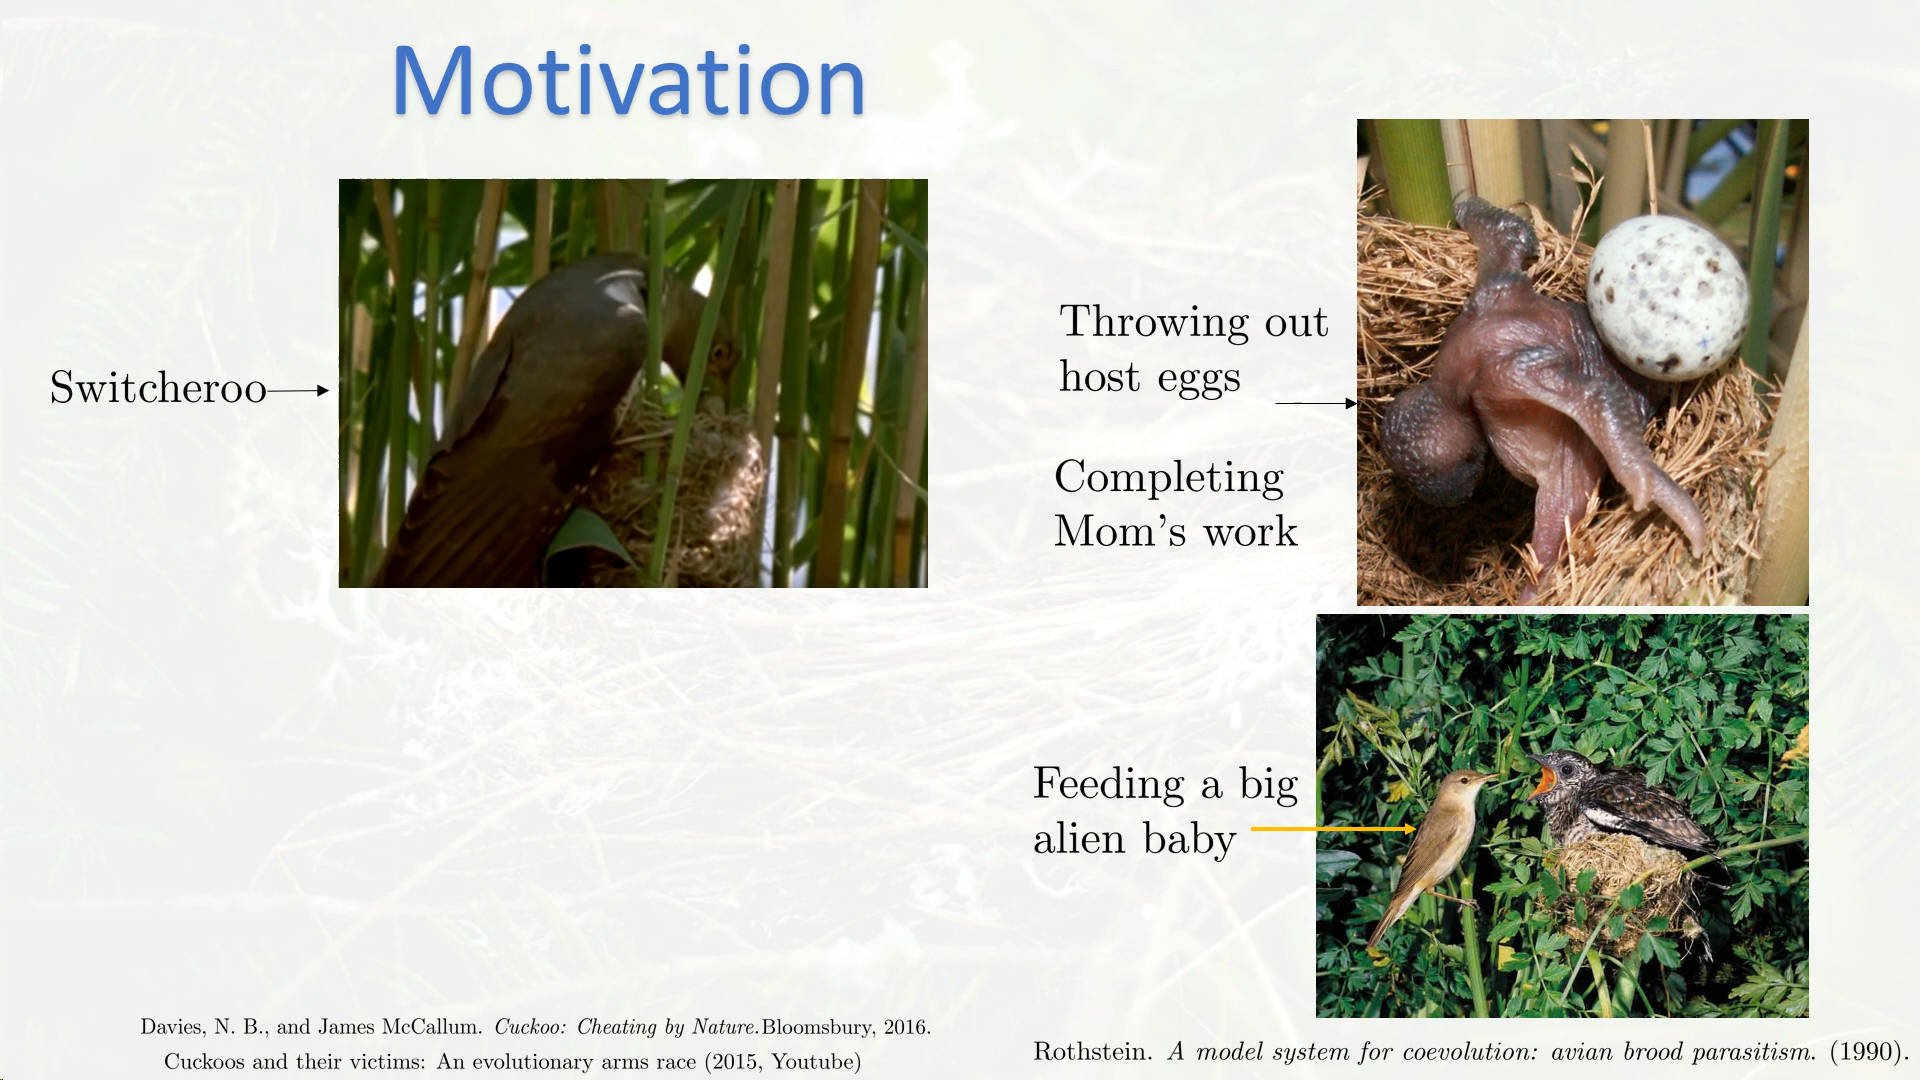 Motivation
Switcheroo
Throwing out
host eggs
Completing
Mom's work
Feeding a big
alien baby
Davies, N. B., and James McCallum. Cuckoo: Cheating by Nature.Bloomsbury, 2016.
Cuckoos and their victims: An evolutionary arms race (2015, Youtube)
Rothstein. A model system for coevolution: avian brood parasitism. (1990).